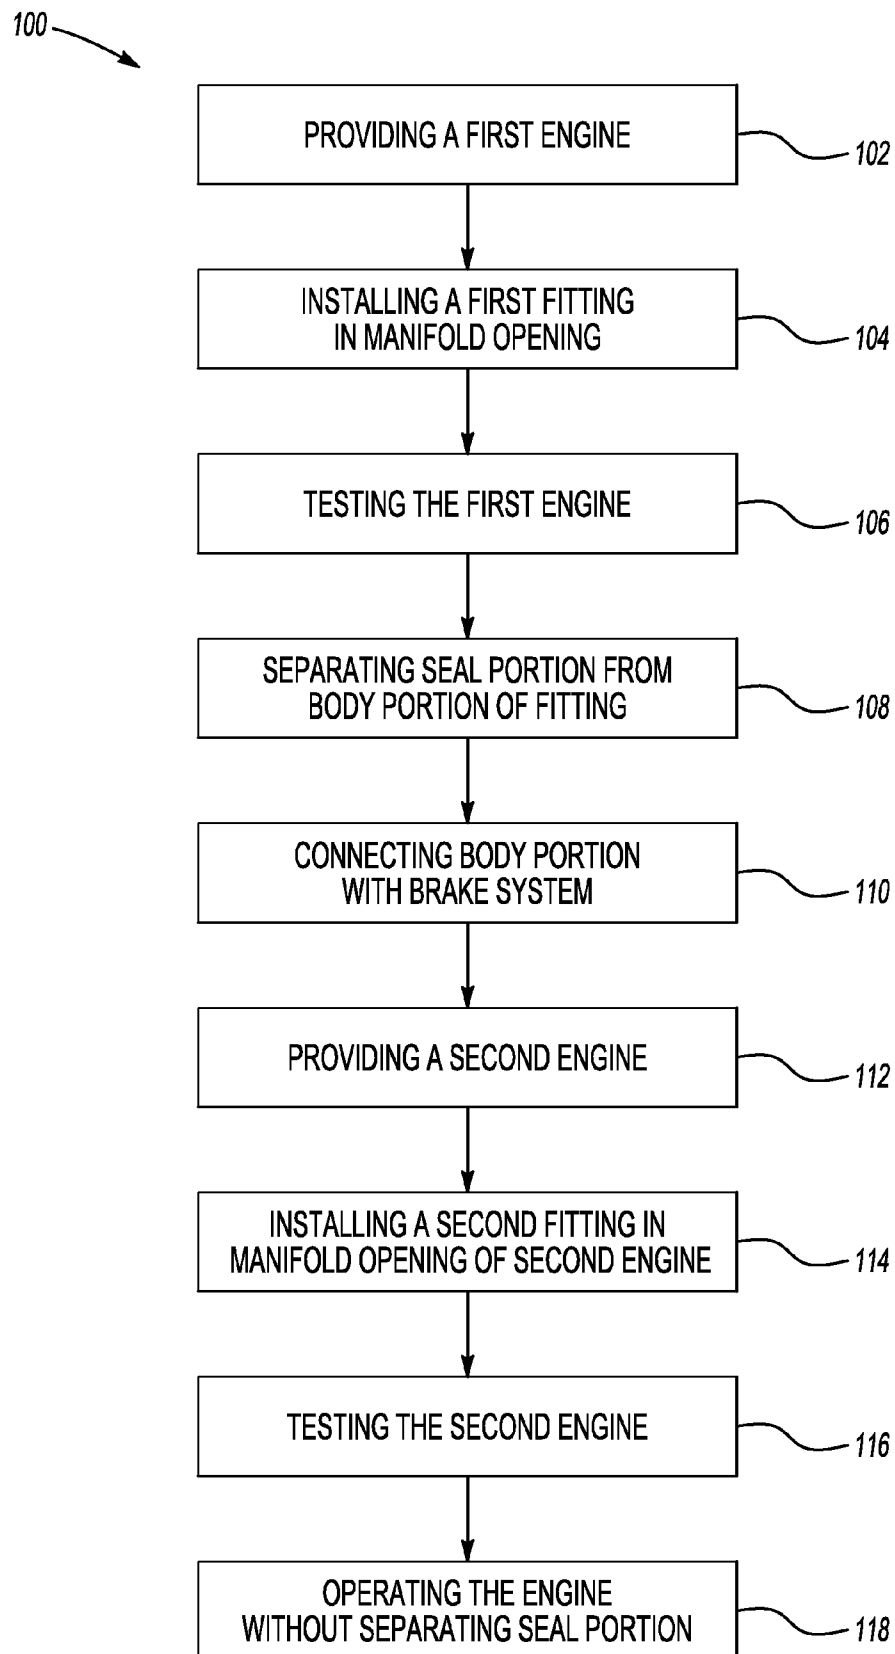 100
PROVIDING A FIRST ENGINE
102
INSTALLING A FIRST FITTING
IN MANIFOLD OPENING
104
TESTING THE FIRST ENGINE
106
SEPARATING SEAL PORTION FROM
BODY PORTION OF FITTING
108
CONNECTING BODY PORTION
WITH BRAKE SYSTEM
110
PROVIDING A SECOND ENGINE
112
INSTALLING A SECOND FITTING IN
MANIFOLD OPENING OF SECOND ENGINE
114
TESTING THE SECOND ENGINE
116
OPERATING THE ENGINE
WITHOUT SEPARATING SEAL PORTION
118